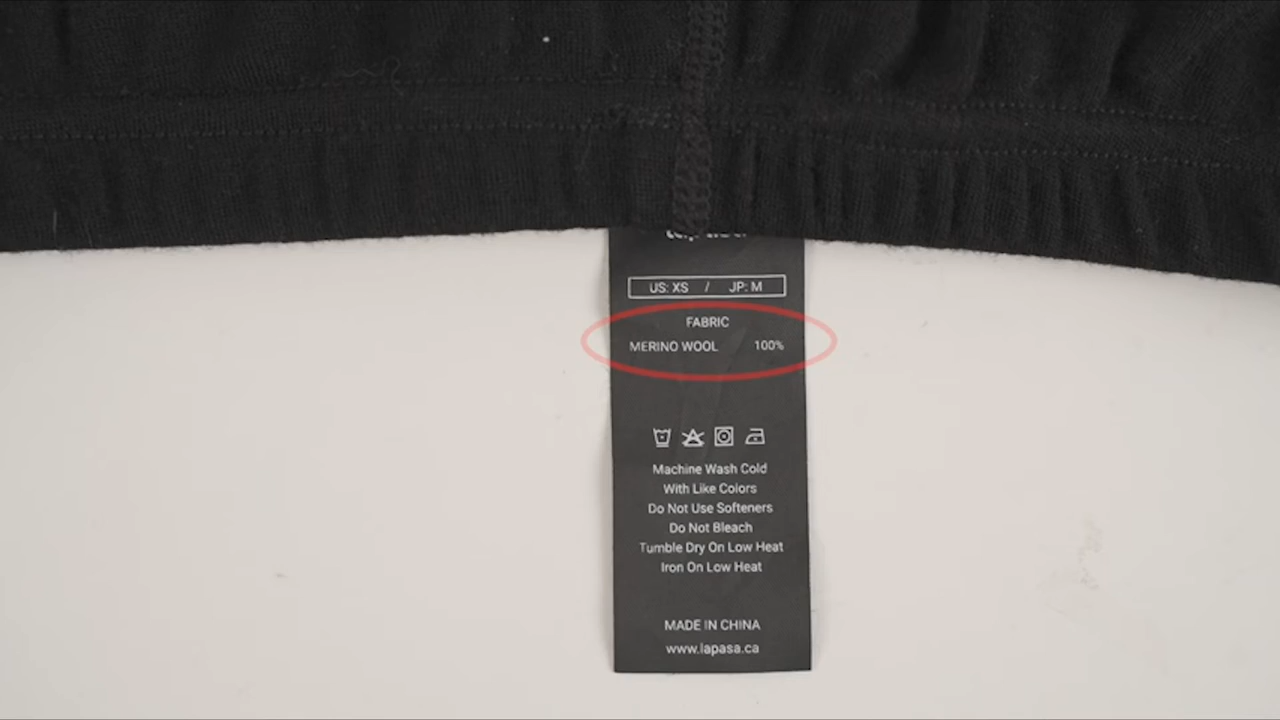 US: XS / JP: M
FABRIC
MERINO WOOL 100%
Machine Wash Cold
With Like Colors
Do Not Use Softeners
Do Not Bleach
Tumble Dry On Low Heat
Iron On Low Heat
MADE IN CHINA
www.lapasa.ca